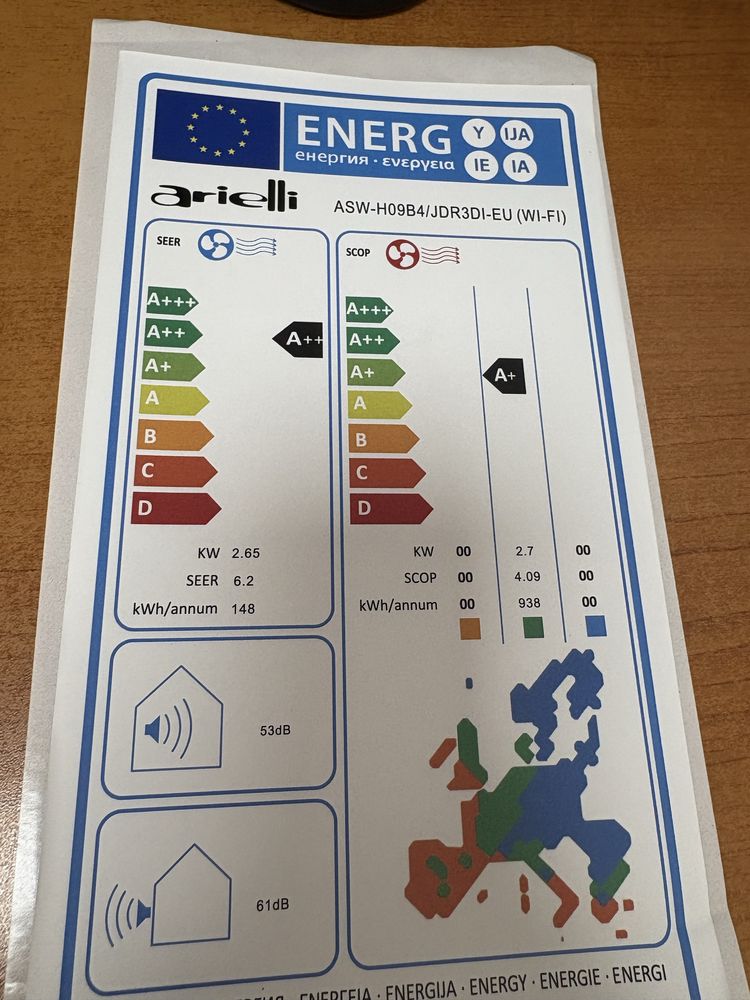 ENERG Y IJA
енергия · ενεργεια IE IA
arielli ASW-H09B4/JDR3DI-EU (WI-FI)
SEER
A+++
A++ A++
A+
A
B
C
D
KW 2.65
SEER 6.2
kWh/annum 148
SCOP
A+++
A++
A+ A+
A
B
C
D
KW 00 2.7 00
SCOP 00 4.09 00
kWh/annum 00 938 00
53dB
61dB
ENERGIJA · ENERGY · ENERGIE · ENERGI